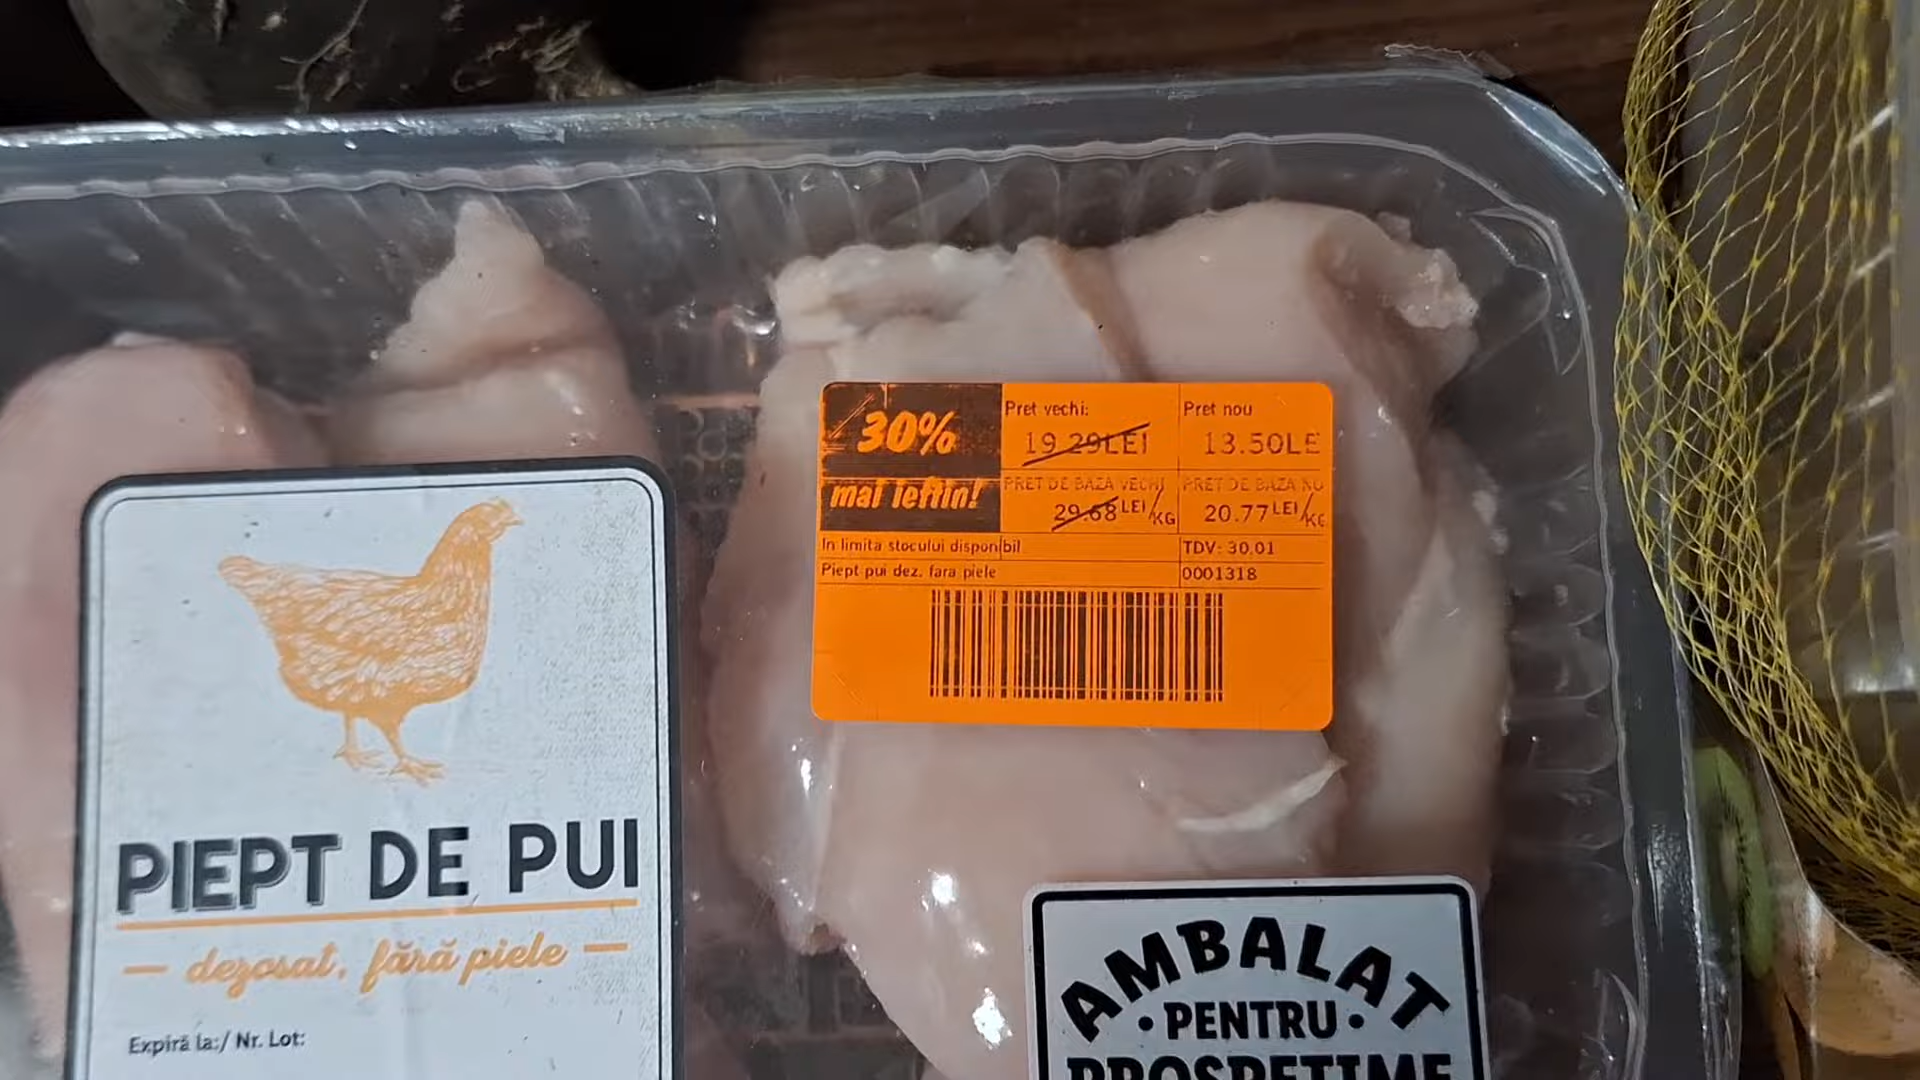 30%
mai ieftin!
Pret vechi:
19.29LEI
PRET DE BAZA VECHI
29.68 LEI/KG
Pret nou
13.50LE
PRET DE BAZA NO
20.77 LEI/KG
In limita stocului disponibil
TDV: 30.01
Piept pui dez. fara piele
0001318
PIEPT DE PUI
dezosat, fără piele
Expiră la:/ Nr. Lot:
AMBALAT
• PENTRU •
PROSPEȚIME